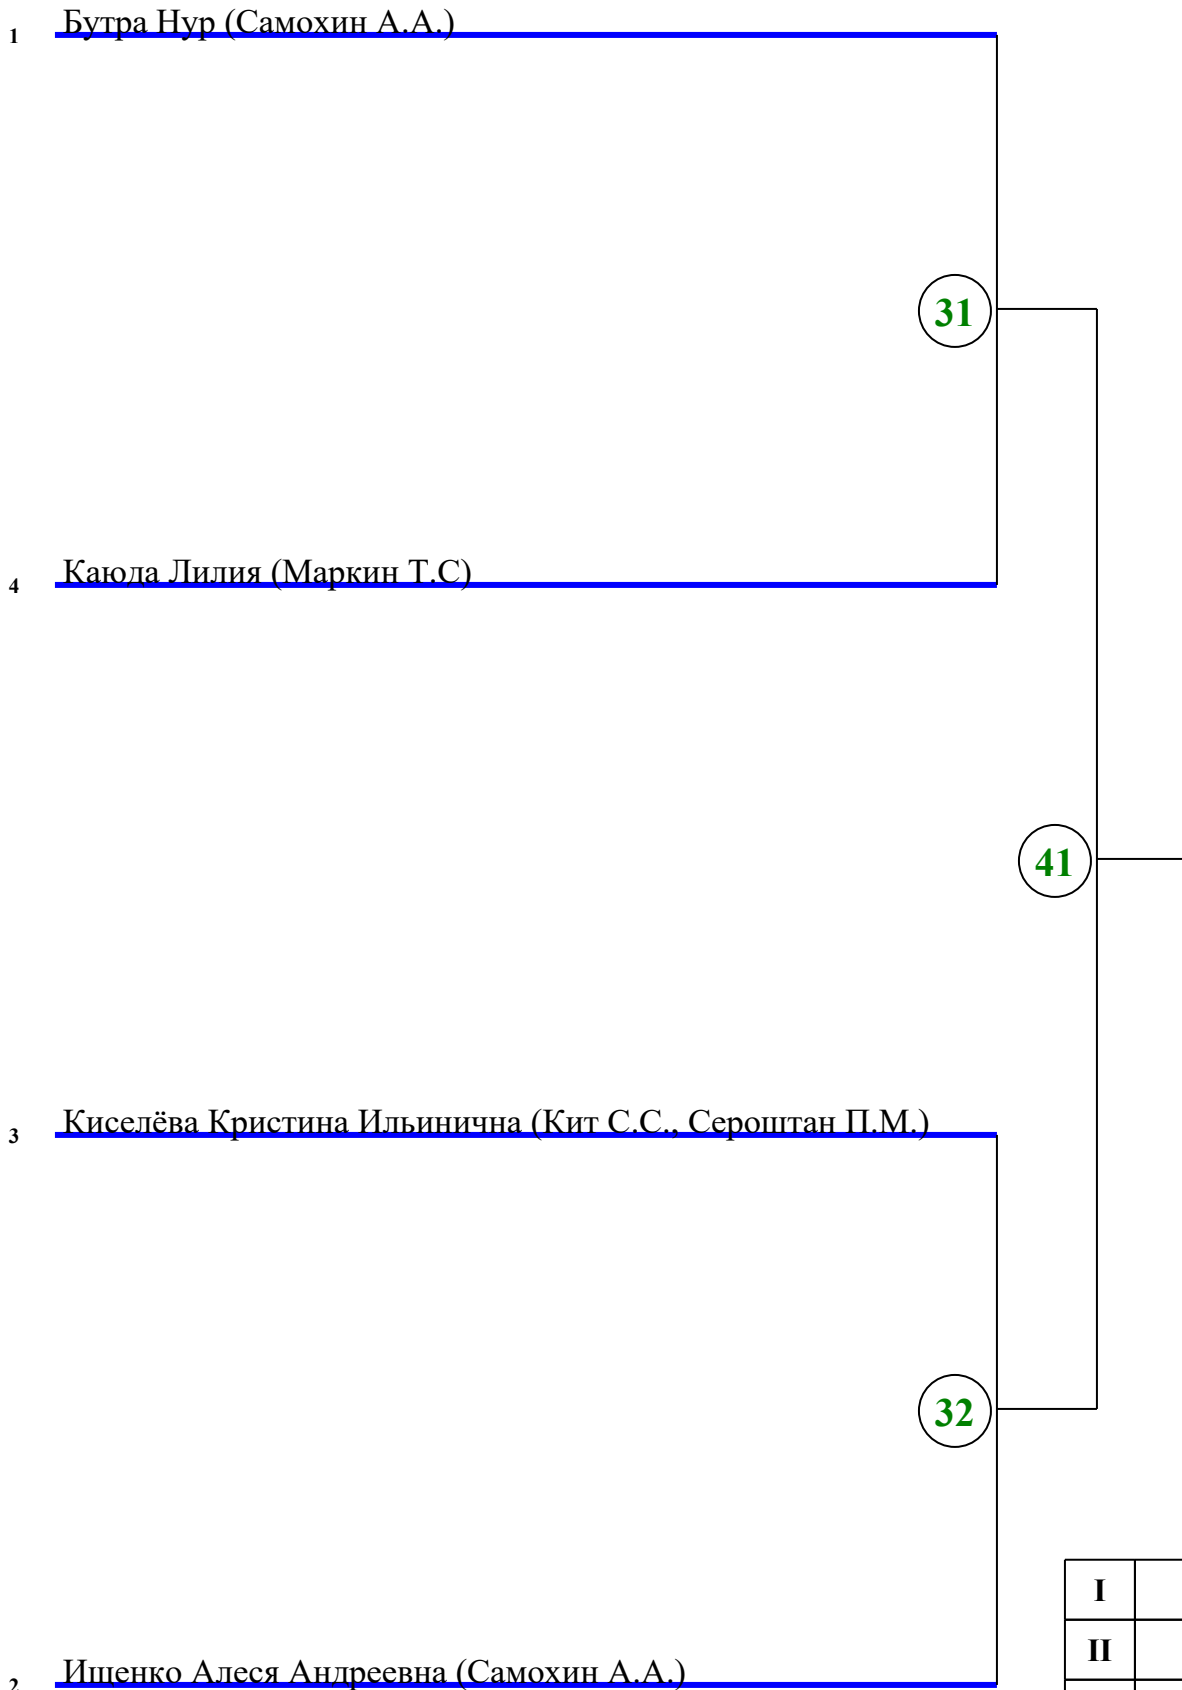 1 Бутра Нур (Самохин А.А.)
31
4 Каюда Лилия (Маркин Т.С)
41
3 Киселёва Кристина Ильинична (Кит С.С., Сероштан П.М.)
32
I
II
2 Ищенко Алеся Андреевна (Самохин А.А.)